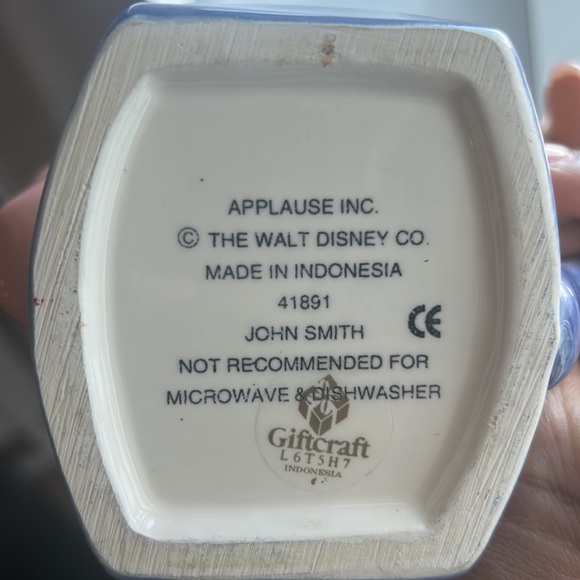 APPLAUSE INC.
© THE WALT DISNEY CO.
MADE IN INDONESIA
41891
JOHN SMITH
CE
NOT RECOMMENDED FOR
MICROWAVE & DISHWASHER
Giftcraft
L6T5H7
INDONESIA